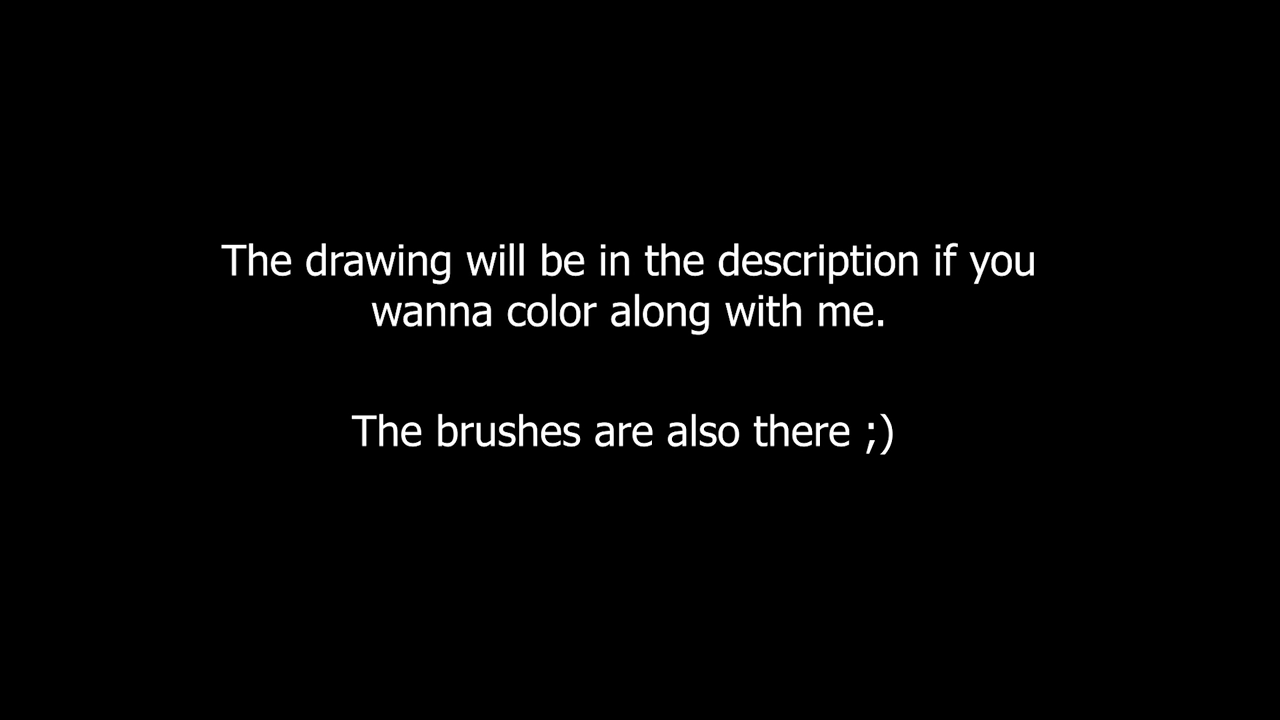 The drawing will be in the description if you
wanna color along with me.
The brushes are also there ;)